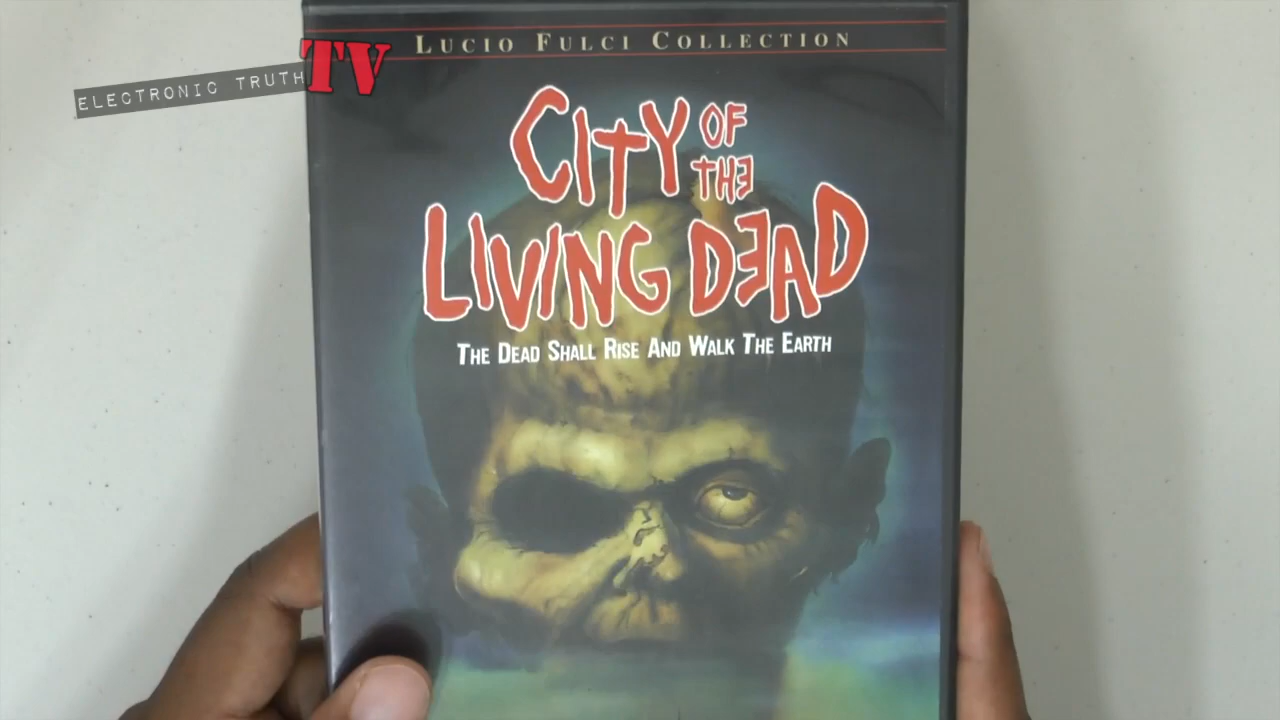 LUCIO FULCI COLLECTION
ELECTRONIC TRUTH TV
CITY OF THE
LIVING DEAD
THE DEAD SHALL RISE AND WALK THE EARTH